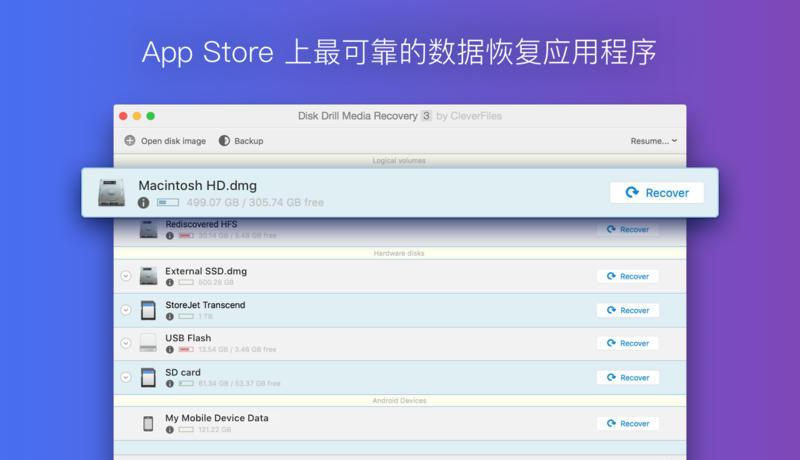 App Store 上最可靠的数据恢复应用程序
Disk Drill Media Recovery 3 by CleverFiles
Open disk image Backup Resume...
Logical volumes
Macintosh HD.dmg
499.07 GB / 305.74 GB free
Recover
Rediscovered HFS
30.14 GB / 5.48 GB free
Recover
Hardware disks
External SSD.dmg
500.28 GB
Recover
StoreJet Transcend
1 TB
Recover
USB Flash
13.54 GB / 3.46 GB free
Recover
SD card
61.34 GB / 53.37 GB free
Recover
Android Devices
My Mobile Device Data
121.22 GB
Recover